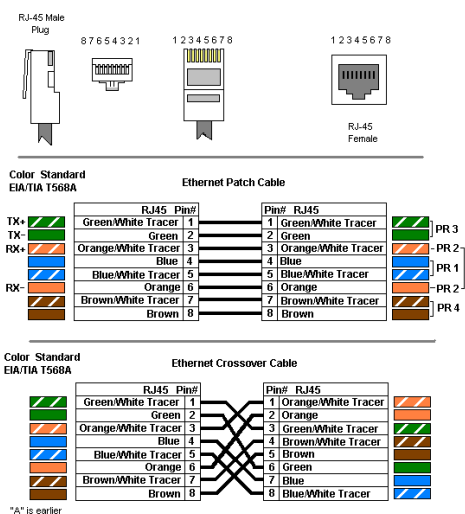 RJ-45 Male
Plug
8 7 6 5 4 3 2 1
1 2 3 4 5 6 7 8
1 2 3 4 5 6 7 8
RJ-45
Female
Color Standard
EIA/TIA T568A
Ethernet Patch Cable
RJ45 Pin# Pin# RJ45
TX+ Green/White Tracer 1 1 Green/White Tracer
TX- Green 2 2 Green PR 3
RX+ Orange/White Tracer 3 3 Orange/White Tracer PR 2
Blue 4 4 Blue
Blue/White Tracer 5 5 Blue/White Tracer PR 1
RX- Orange 6 6 Orange PR 2
Brown/White Tracer 7 7 Brown/White Tracer
Brown 8 8 Brown PR 4
Color Standard
EIA/TIA T568A
Ethernet Crossover Cable
RJ45 Pin# Pin# RJ45
Green/White Tracer 1 1 Orange/White Tracer
Green 2 2 Orange
Orange/White Tracer 3 3 Green/White Tracer
Blue 4 4 Brown/White Tracer
Blue/White Tracer 5 5 Brown
Orange 6 6 Green
Brown/White Tracer 7 7 Blue
Brown 8 8 Blue/White Tracer
"A" is earlier